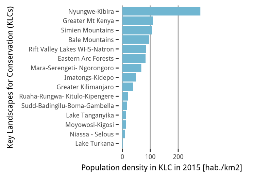 Key Landscapes for Conservation (KLCs)
Nyungwe-Kibira
Greater Mt Kenya
Simien Mountains
Bale Mountains
Rift Valley Lakes WHS-Natron
Eastern Arc Forests
Mara-Serengeti- Ngorongoro
Imatongs-Kidepo
Greater Kilimanjaro
Ruaha-Rungwa- Kitulo-Kipengere
Sudd-Badingilu-Boma-Gambella
Lake Tanganyika
Moyowosi-Kigosi
Niassa - Selous
Lake Turkana
0 100 200
Population density in KLC in 2015 [hab./km2]